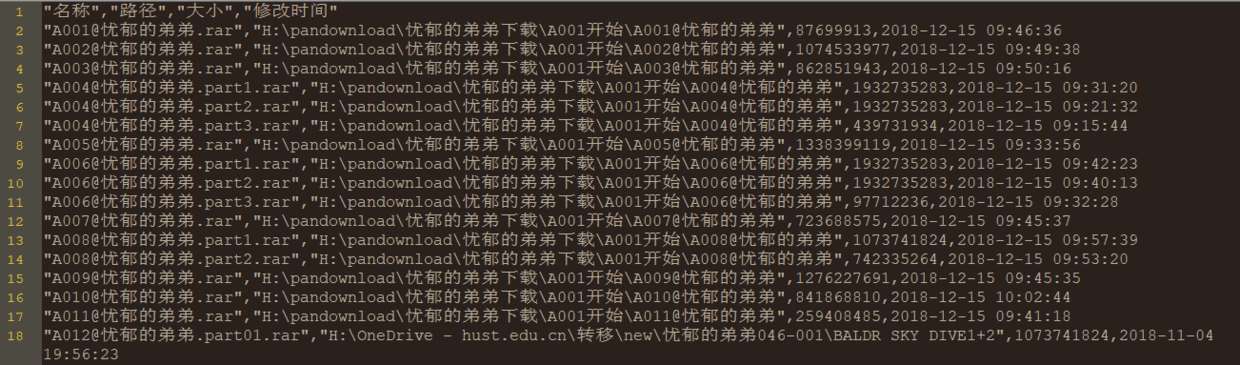 1 "名称","路径","大小","修改时间"
2 "A001@忧郁的弟弟.rar","H:\pandownload\忧郁的弟弟下载\A001开始\A001@忧郁的弟弟",87699913,2018-12-15 09:46:36
3 "A002@忧郁的弟弟.rar","H:\pandownload\忧郁的弟弟下载\A001开始\A002@忧郁的弟弟",1074533977,2018-12-15 09:49:38
4 "A003@忧郁的弟弟.rar","H:\pandownload\忧郁的弟弟下载\A001开始\A003@忧郁的弟弟",862851943,2018-12-15 09:50:16
5 "A004@忧郁的弟弟.part1.rar","H:\pandownload\忧郁的弟弟下载\A001开始\A004@忧郁的弟弟",1932735283,2018-12-15 09:31:20
6 "A004@忧郁的弟弟.part2.rar","H:\pandownload\忧郁的弟弟下载\A001开始\A004@忧郁的弟弟",1932735283,2018-12-15 09:21:32
7 "A004@忧郁的弟弟.part3.rar","H:\pandownload\忧郁的弟弟下载\A001开始\A004@忧郁的弟弟",439731934,2018-12-15 09:15:44
8 "A005@忧郁的弟弟.rar","H:\pandownload\忧郁的弟弟下载\A001开始\A005@忧郁的弟弟",1338399119,2018-12-15 09:33:56
9 "A006@忧郁的弟弟.part1.rar","H:\pandownload\忧郁的弟弟下载\A001开始\A006@忧郁的弟弟",1932735283,2018-12-15 09:42:23
10 "A006@忧郁的弟弟.part2.rar","H:\pandownload\忧郁的弟弟下载\A001开始\A006@忧郁的弟弟",1932735283,2018-12-15 09:40:13
11 "A006@忧郁的弟弟.part3.rar","H:\pandownload\忧郁的弟弟下载\A001开始\A006@忧郁的弟弟",97712236,2018-12-15 09:32:28
12 "A007@忧郁的弟弟.rar","H:\pandownload\忧郁的弟弟下载\A001开始\A007@忧郁的弟弟",723688575,2018-12-15 09:45:37
13 "A008@忧郁的弟弟.part1.rar","H:\pandownload\忧郁的弟弟下载\A001开始\A008@忧郁的弟弟",1073741824,2018-12-15 09:57:39
14 "A008@忧郁的弟弟.part2.rar","H:\pandownload\忧郁的弟弟下载\A001开始\A008@忧郁的弟弟",742335264,2018-12-15 09:53:20
15 "A009@忧郁的弟弟.rar","H:\pandownload\忧郁的弟弟下载\A001开始\A009@忧郁的弟弟",1276227691,2018-12-15 09:45:35
16 "A010@忧郁的弟弟.rar","H:\pandownload\忧郁的弟弟下载\A001开始\A010@忧郁的弟弟",841868810,2018-12-15 10:02:44
17 "A011@忧郁的弟弟.rar","H:\pandownload\忧郁的弟弟下载\A001开始\A011@忧郁的弟弟",259408485,2018-12-15 09:41:18
18 "A012@忧郁的弟弟.part01.rar","H:\OneDrive - hust.edu.cn\转移\new\忧郁的弟弟046-001\BALDR SKY DIVE1+2",1073741824,2018-11-04
19:56:23